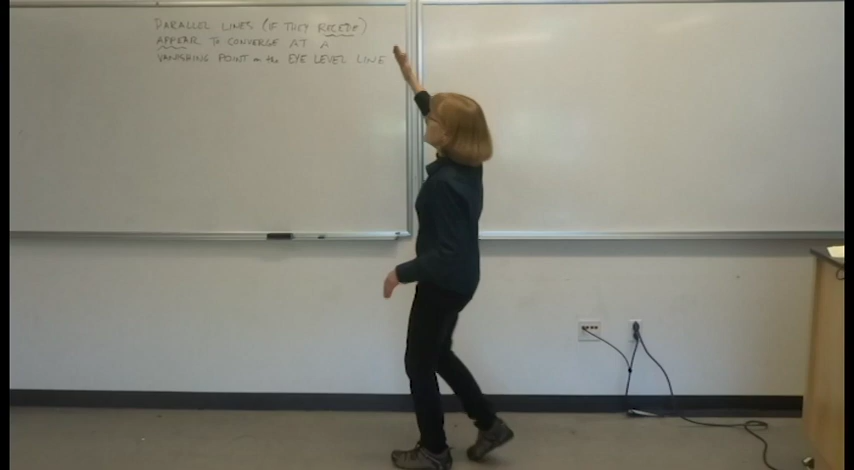 PARALLEL LINES (IF THEY RECEDE)
APPEAR TO CONVERGE AT A
VANISHING POINT on the EYE LEVEL LINE